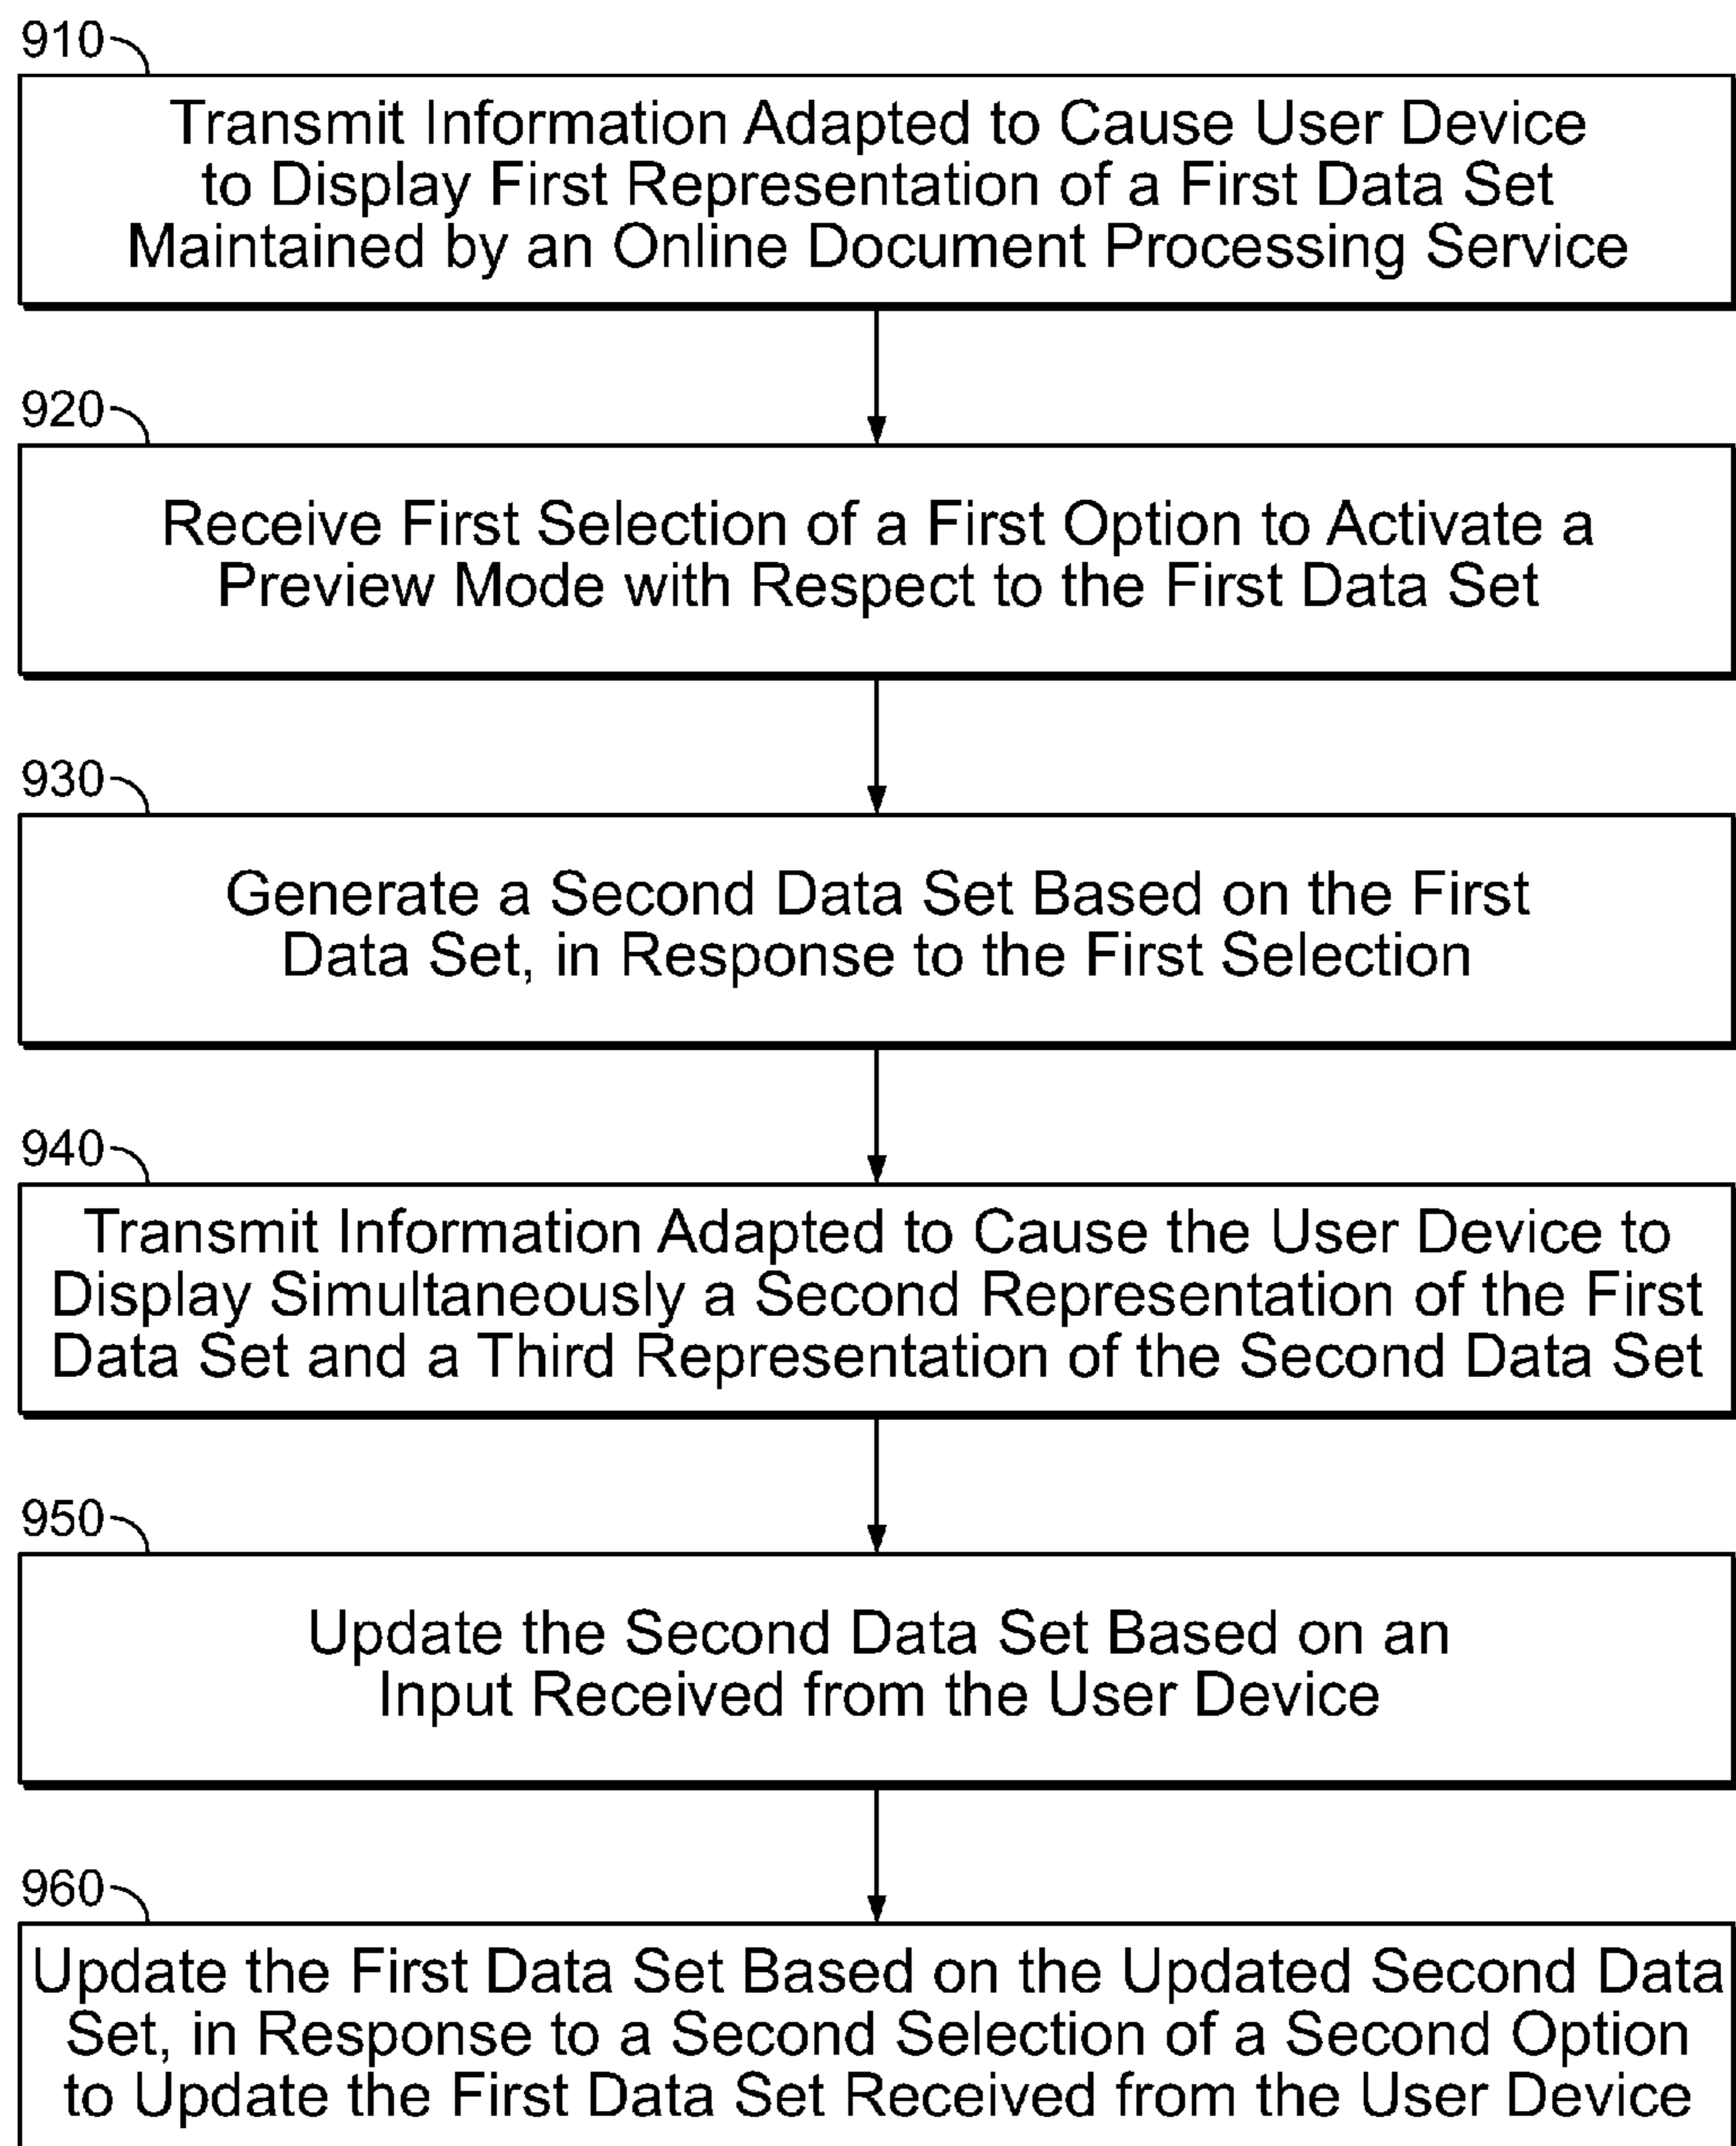 910
Transmit Information Adapted to Cause User Device
to Display First Representation of a First Data Set
Maintained by an Online Document Processing Service
920
Receive First Selection of a First Option to Activate a
Preview Mode with Respect to the First Data Set
930
Generate a Second Data Set Based on the First
Data Set, in Response to the First Selection
940
Transmit Information Adapted to Cause the User Device to
Display Simultaneously a Second Representation of the First
Data Set and a Third Representation of the Second Data Set
950
Update the Second Data Set Based on an
Input Received from the User Device
960
Update the First Data Set Based on the Updated Second Data
Set, in Response to a Second Selection of a Second Option
to Update the First Data Set Received from the User Device